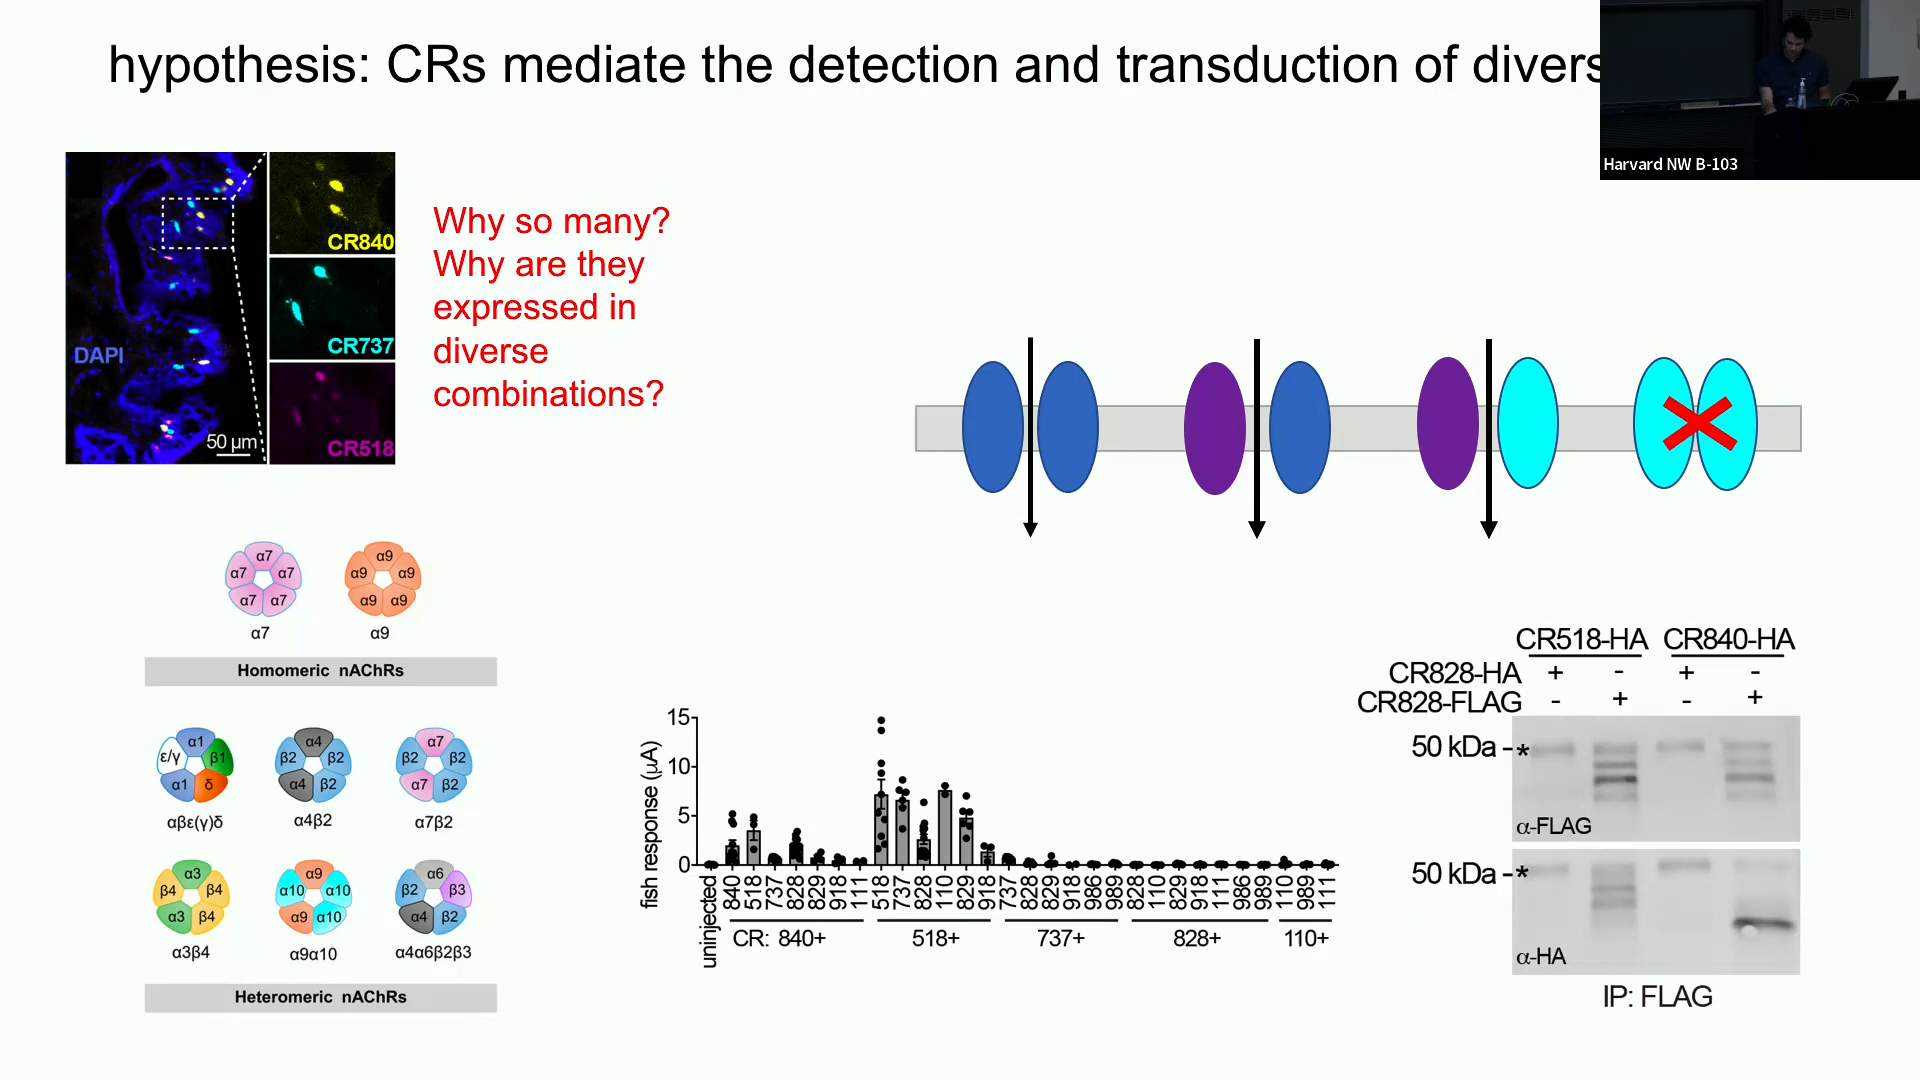 hypothesis: CRs mediate the detection and transduction of divers
Harvard NW B-103
CR840
CR737
CR518
DAPI
50 µm
Why so many?
Why are they
expressed in
diverse
combinations?
α7
α7 α7
α7 α7
α7
α9
α9 α9
α9 α9
α9
Homomeric nAChRs
α1
ε/γ β1
α1 δ
αβε(γ)δ
α4
β2 β2
α4 β2
α4β2
α7
β2 β2
α7 β2
α7β2
α3
β4 β4
α3 β4
α3β4
α9
α10 α10
α9 α10
α9α10
α6
β2 β3
α4 β2
α4α6β2β3
Heteromeric nAChRs
fish response (µA)
15
10
5
0
uninjected 840 518 737 828 829 918 111 518 737 828 110 829 918 737 828 829 918 986 989 828 110 829 918 111 986 989 110 989 111
CR: 840+ 518+ 737+ 828+ 110+
CR518-HA CR840-HA
CR828-HA + - + -
CR828-FLAG - + - +
50 kDa - *
α-FLAG
50 kDa - *
α-HA
IP: FLAG